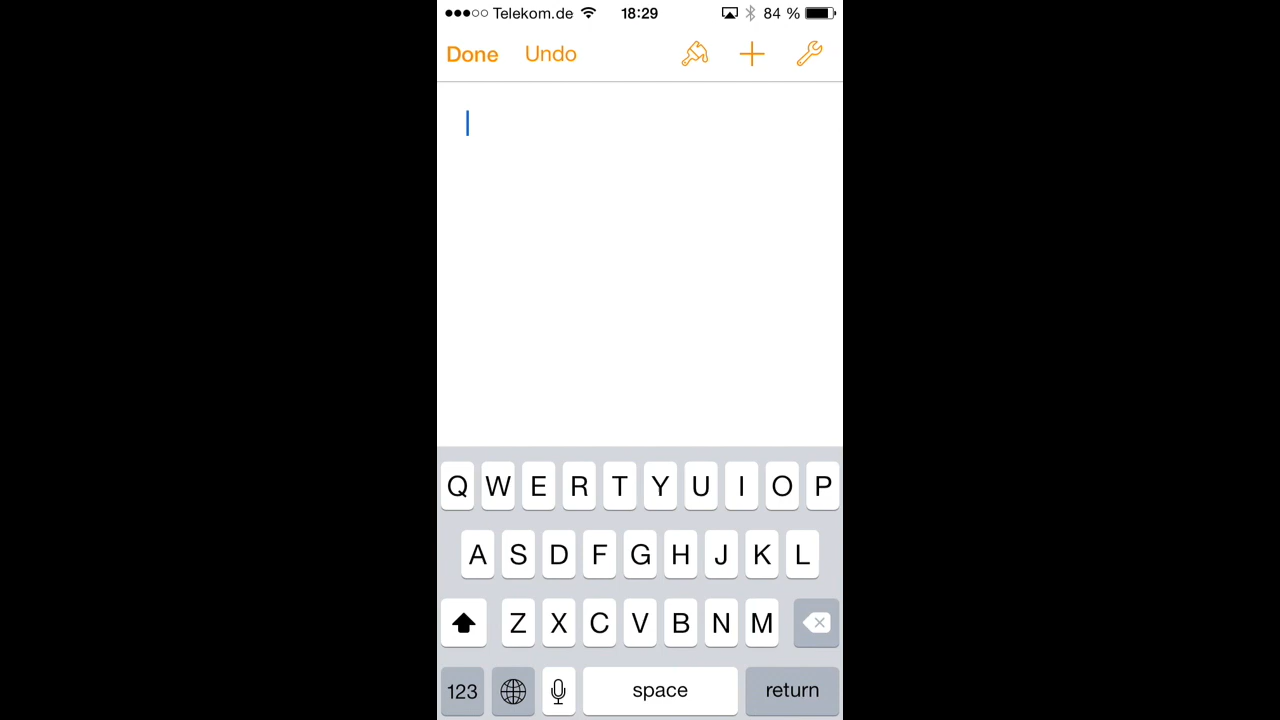 Telekom.de 18:29 84 %
Done Undo
Q W E R T Y U I O P
A S D F G H J K L
Z X C V B N M
123 space return